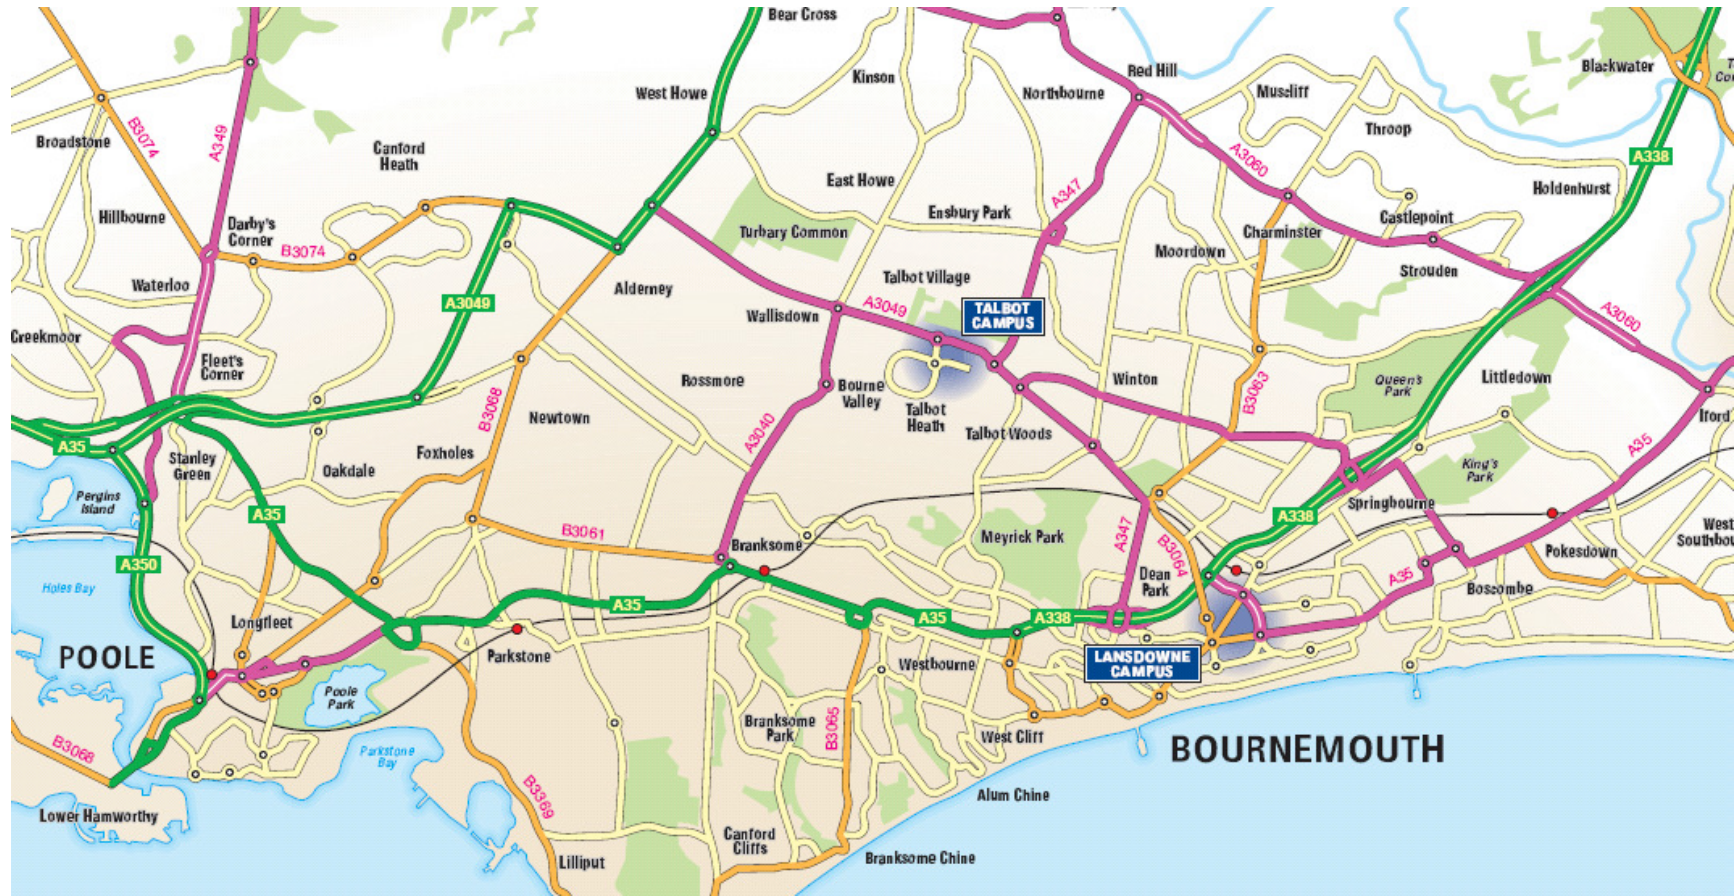 Bear Cross
Blackwater
Red Hill
Kinson
West Howe
Northbourne
Muscliff
Throop
Broadstone
B3074
A349
Canford
Heath
A3060
A338
East Howe
A347
Holdenhurst
Hillbourne
Darby's
Corner
Ensbury Park
Castlepoint
Turbary Common
Charminster
B3074
Moordown
Strouden
Waterloo
Talbot Village
Alderney
A3049
A3049
Wallisdown
TALBOT
CAMPUS
A3060
Creekmoor
Fleet's
Corner
Rossmore
Bourne
Valley
Winton
Queen's
Park
Littledown
B3068
Newtown
B3063
Talbot
Heath
Iford
A35
Foxholes
A3040
Talbot Woods
A35
Stanley
Green
Oakdale
King's
Park
Pergins
Island
A35
Springbourne
A338
B3061
Branksome
Meyrick Park
A347
B3064
West
Southbou
Pokesdown
A350
Holes Bay
Dean
Park
A35
Boscombe
A35
A35
A338
Longfleet
POOLE
Parkstone
Westbourne
LANSDOWNE
CAMPUS
Poole
Park
Branksome
Park
B3065
West Cliff
B3068
Parkstone
Bay
BOURNEMOUTH
B3369
Alum Chine
Lower Hamworthy
Canford
Cliffs
Lilliput
Branksome Chine